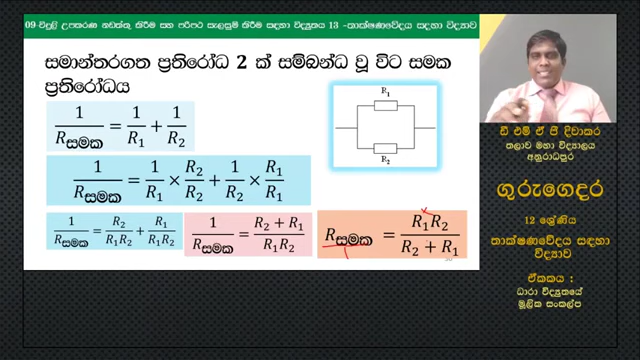 09-විදුලි උපකරණ නඩත්තු කිරීම සහ පරිපථ සැලසුම් කිරීම සඳහා විද්‍යුතය 13 -තාක්ෂණවේදය සඳහා විද්‍යාව
සමාන්තරගත ප්‍රතිරෝධ 2 ක් සම්බන්ධ වූ විට සමක
ප්‍රතිරෝධය
1/Rසමක = 1/R₁ + 1/R₂
R₁
R₂
1/Rසමක = 1/R₁ × R₂/R₂ + 1/R₂ × R₁/R₁
1/Rසමක = R₂/R₁R₂ + R₁/R₁R₂
1/Rසමක = R₂ + R₁/R₁R₂
Rසමක = R₁R₂/R₂ + R₁
ඩී එම් ඒ පී දිවාකර
තලාව මහා විද්‍යාලය
අනුරාධපුර
ගුරුගෙදර
12 ශ්‍රේණිය
තාක්ෂණවේදය සඳහා
විද්‍යාව
ඒකකය :
ධාරා විද්‍යුතයේ
මූලික සංකල්ප